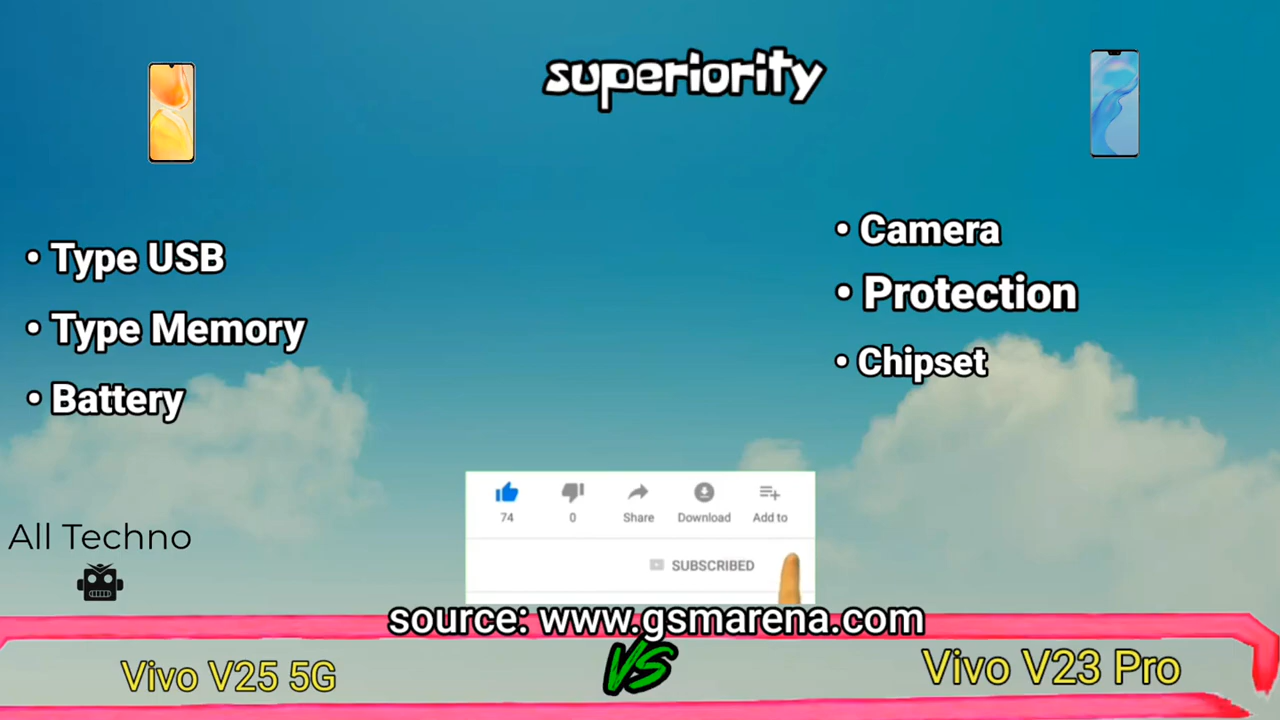 superiority
• Type USB
• Type Memory
• Battery
• Camera
• Protection
• Chipset
74
0
Share
Download
Add to
SUBSCRIBED
All Techno
source: www.gsmarena.com
Vivo V25 5G
VS
Vivo V23 Pro